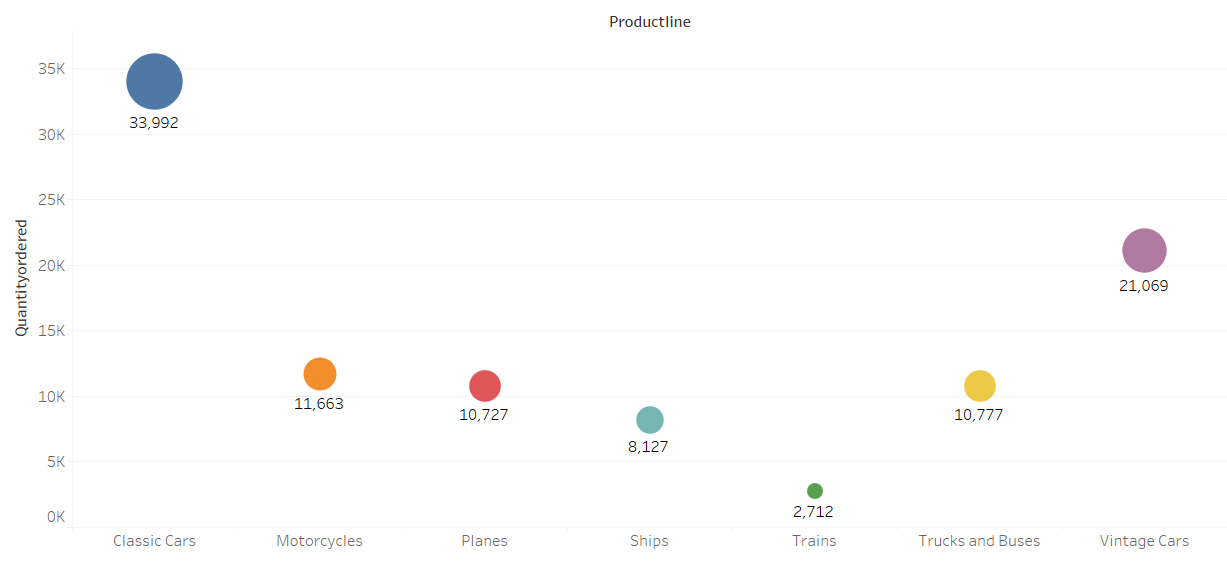 Productline
Quantityordered
35K
30K
25K
20K
15K
10K
5K
0K
33,992
11,663
10,727
8,127
2,712
10,777
21,069
Classic Cars
Motorcycles
Planes
Ships
Trains
Trucks and Buses
Vintage Cars